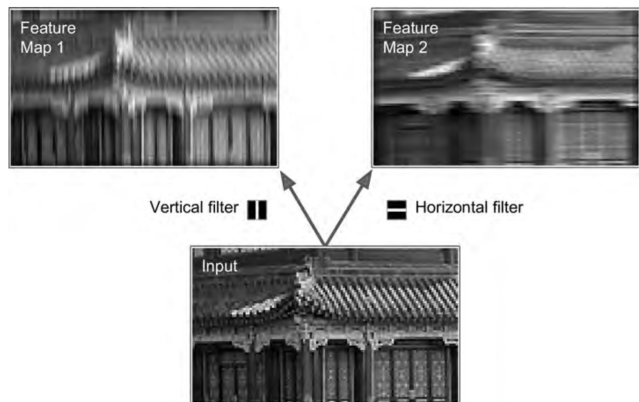 Feature
Map 1
Feature
Map 2
Vertical filter
Horizontal filter
Input